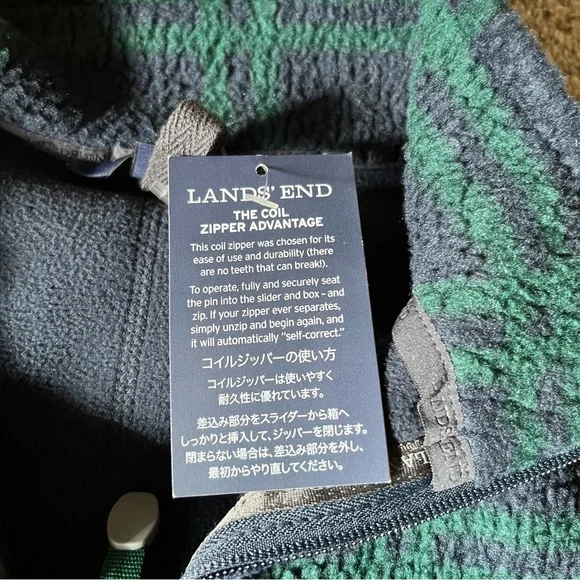 LANDS' END
THE COIL
ZIPPER ADVANTAGE
This coil zipper was chosen for its
ease of use and durability (there
are no teeth that can break!).
To operate, fully and securely seat
the pin into the slider and box – and
zip. If your zipper ever separates,
simply unzip and begin again, and
it will automatically "self-correct."
コイルジッパーの使い方
コイルジッパーは使いやすく
耐久性に優れています。
差込み部分をスライダーから箱へ
しっかりと挿入して、ジッパーを閉じます。
閉まらない場合は、差込み部分を外し、
最初からやり直してください。
LANDS' END